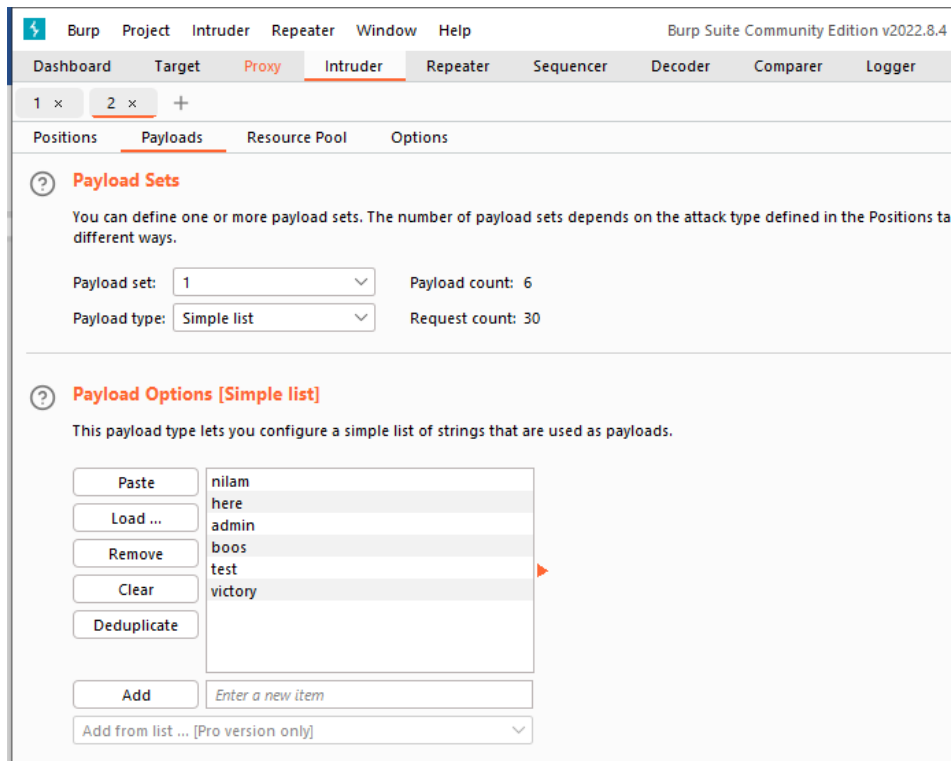 Burp Project Intruder Repeater Window Help Burp Suite Community Edition v2022.8.4
Dashboard Target Proxy Intruder Repeater Sequencer Decoder Comparer Logger
1 × 2 × +
Positions Payloads Resource Pool Options
? Payload Sets
You can define one or more payload sets. The number of payload sets depends on the attack type defined in the Positions ta
different ways.
Payload set: 1 Payload count: 6
Payload type: Simple list Request count: 30
? Payload Options [Simple list]
This payload type lets you configure a simple list of strings that are used as payloads.
Paste
Load ...
Remove
Clear
Deduplicate
nilam
here
admin
boos
test
victory
Add Enter a new item
Add from list ... [Pro version only]